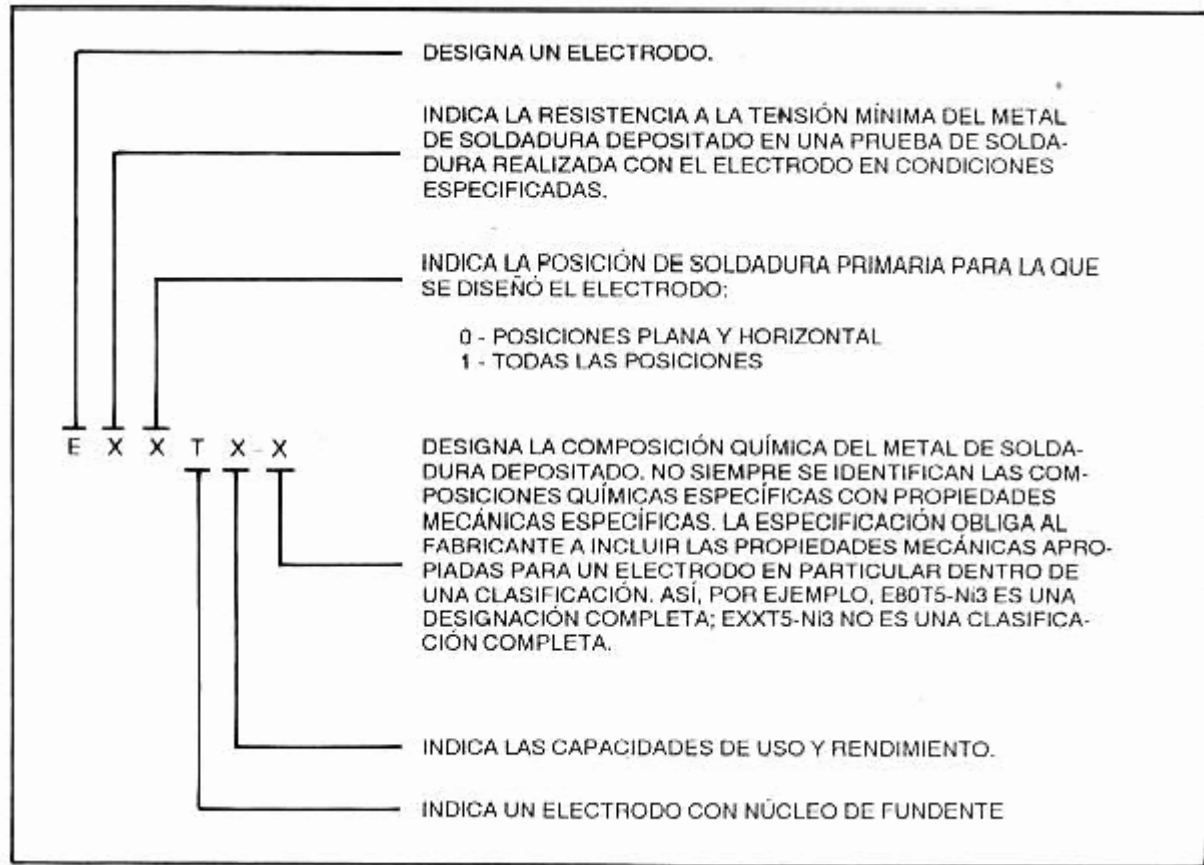 DESIGNA UN ELECTRODO.
INDICA LA RESISTENCIA A LA TENSIÓN MÍNIMA DEL METAL
DE SOLDADURA DEPOSITADO EN UNA PRUEBA DE SOLDA-
DURA REALIZADA CON EL ELECTRODO EN CONDICIONES
ESPECIFICADAS.
INDICA LA POSICIÓN DE SOLDADURA PRIMARIA PARA LA QUE
SE DISEÑÓ EL ELECTRODO:
0 - POSICIONES PLANA Y HORIZONTAL
1 - TODAS LAS POSICIONES
E X X T X - X
DESIGNA LA COMPOSICIÓN QUÍMICA DEL METAL DE SOLDA-
DURA DEPOSITADO. NO SIEMPRE SE IDENTIFICAN LAS COM-
POSICIONES QUÍMICAS ESPECÍFICAS CON PROPIEDADES
MECÁNICAS ESPECÍFICAS. LA ESPECIFICACIÓN OBLIGA AL
FABRICANTE A INCLUIR LAS PROPIEDADES MECÁNICAS APRO-
PIADAS PARA UN ELECTRODO EN PARTICULAR DENTRO DE
UNA CLASIFICACIÓN. ASÍ, POR EJEMPLO, E80T5-Ni3 ES UNA
DESIGNACIÓN COMPLETA; EXXT5-Ni3 NO ES UNA CLASIFICA-
CIÓN COMPLETA.
INDICA LAS CAPACIDADES DE USO Y RENDIMIENTO.
INDICA UN ELECTRODO CON NÚCLEO DE FUNDENTE